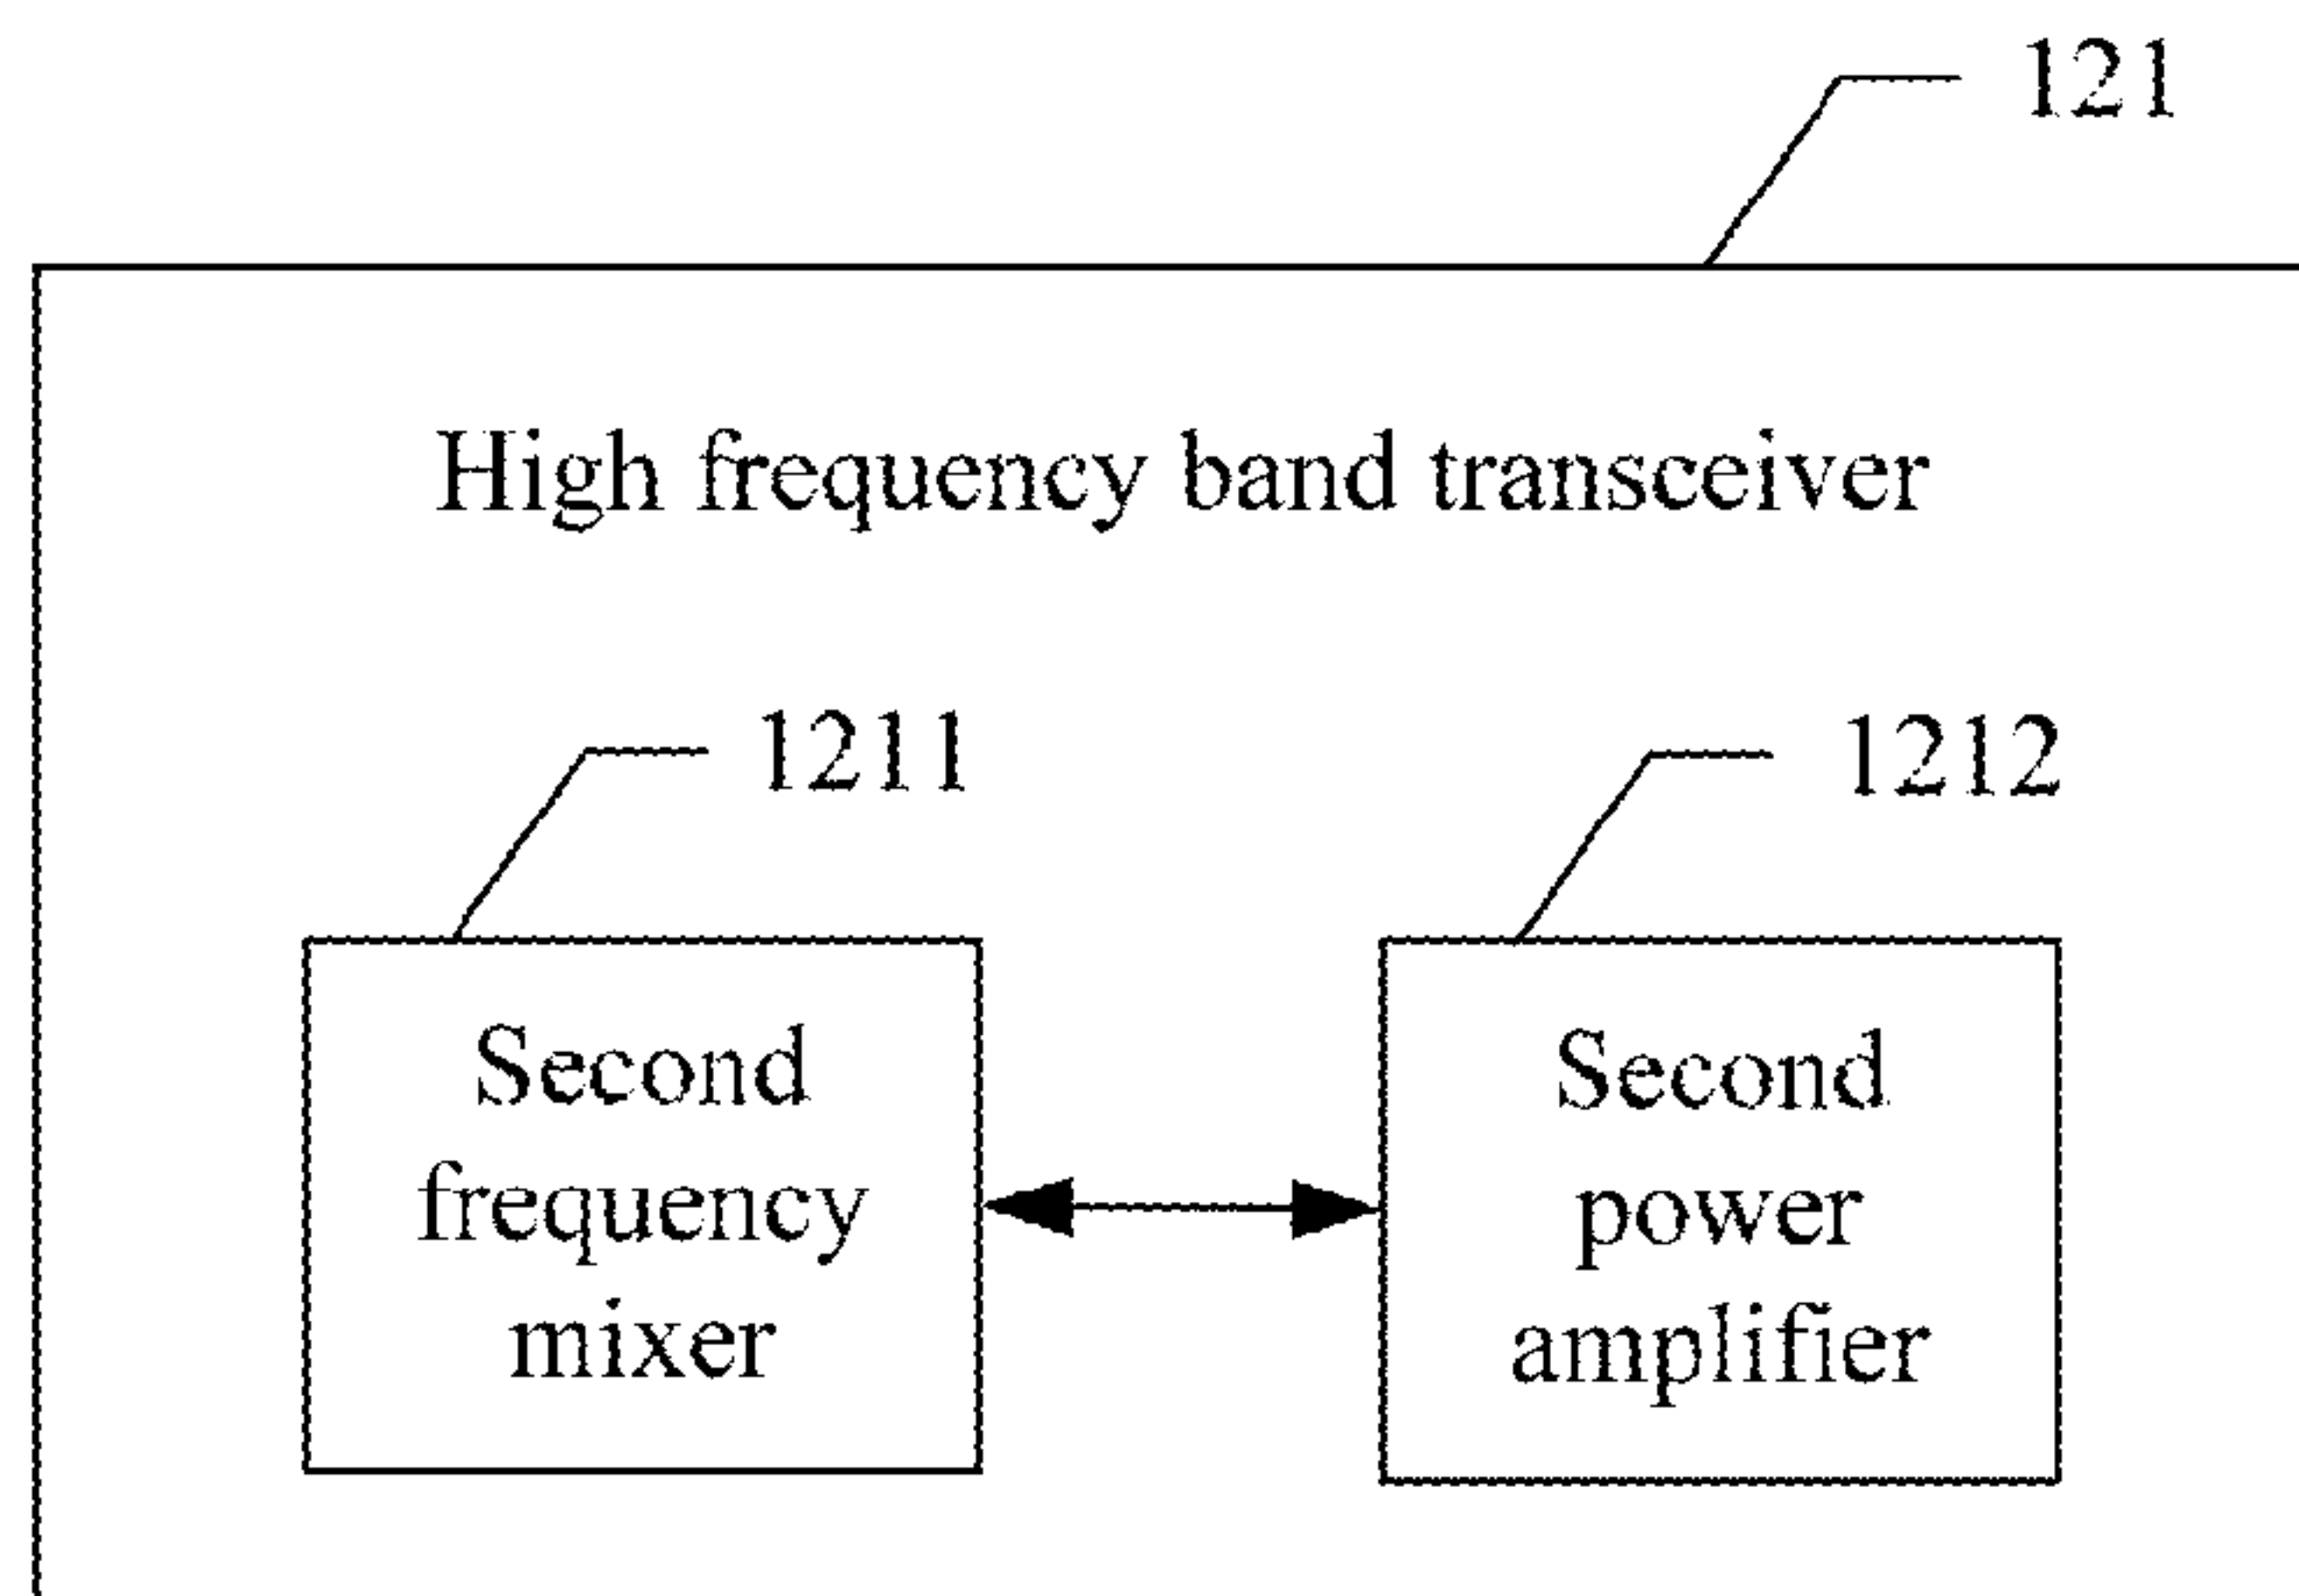 121
High frequency band transceiver
1211
1212
Second
frequency
mixer
Second
power
amplifier